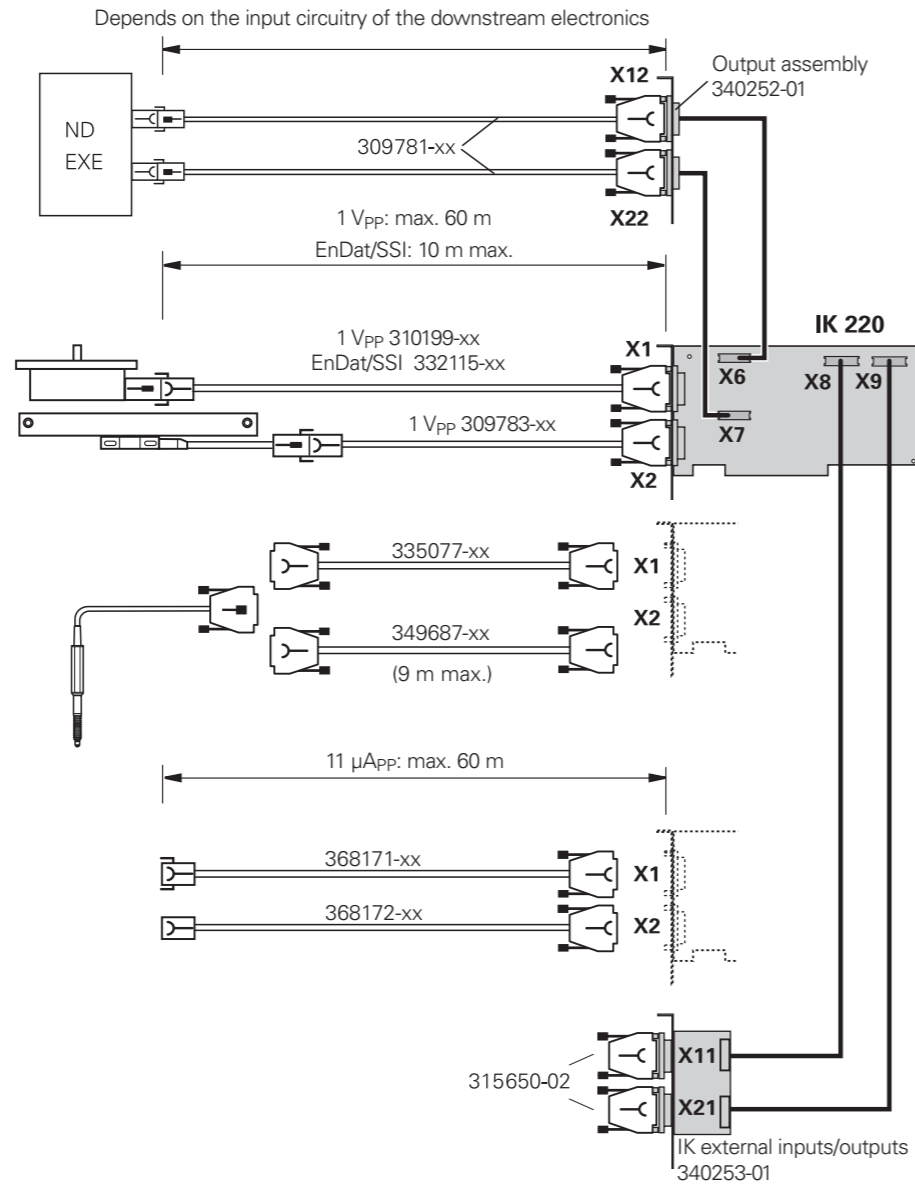 Depends on the input circuitry of the downstream electronics
X12
Output assembly
340252-01
ND
EXE
309781-xx
X22
1 VPP: max. 60 m
EnDat/SSI: 10 m max.
IK 220
1 VPP 310199-xx
EnDat/SSI 332115-xx
X1
X6
X8
X9
1 VPP 309783-xx
X7
X2
335077-xx
X1
X2
349687-xx
(9 m max.)
11 µAPP: max. 60 m
368171-xx
X1
368172-xx
X2
X11
315650-02
X21
IK external inputs/outputs
340253-01